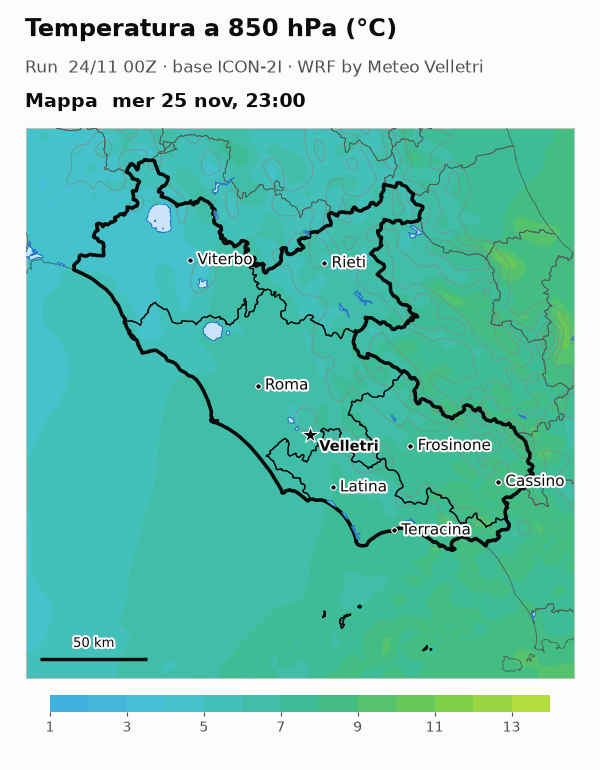 Temperatura a 850 hPa (°C)
Run  24/11 00Z · base ICON-2I · WRF by Meteo Velletri
Mappa  mer 25 nov, 23:00
Viterbo
Rieti
Roma
Velletri
Frosinone
Latina
Cassino
Terracina
50 km
1 3 5 7 9 11 13